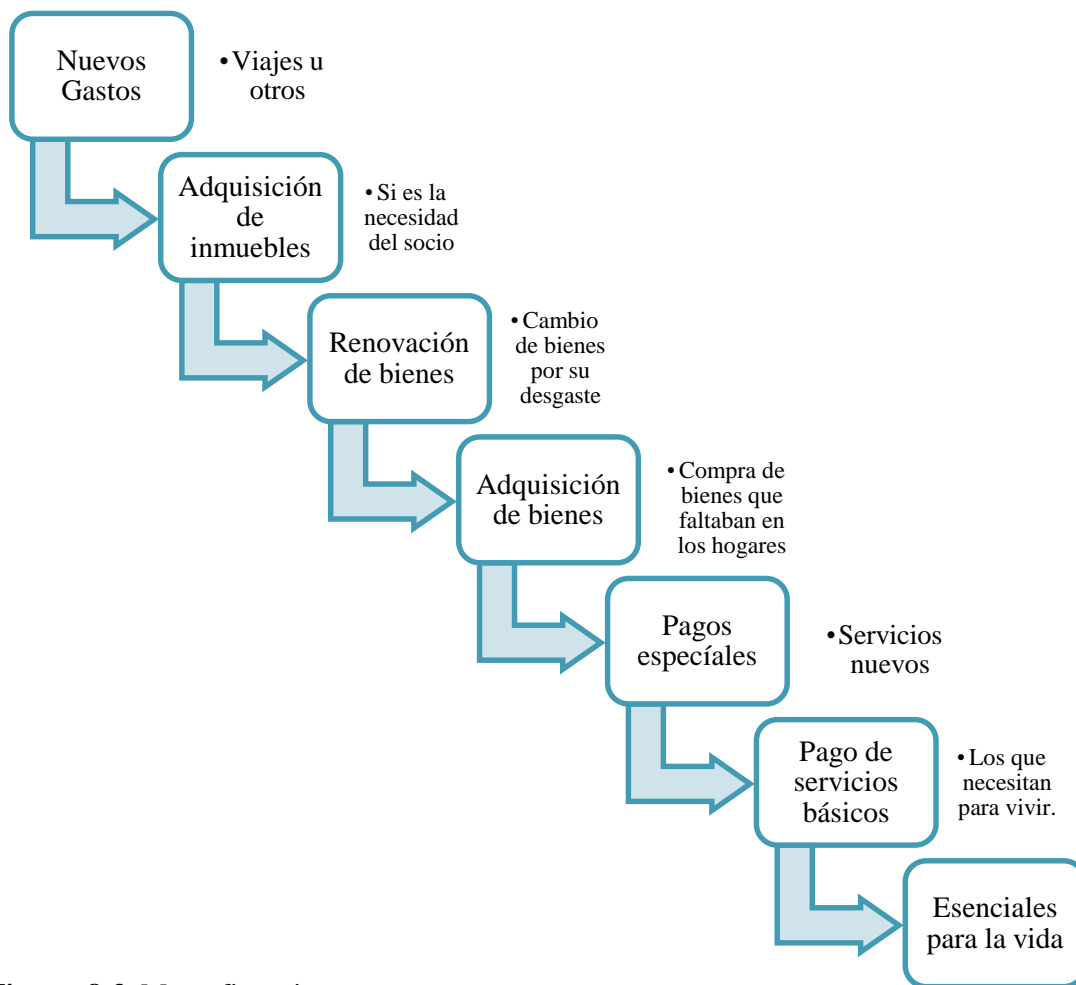 Nuevos
Gastos
•Viajes u
otros
Adquisición
de
inmuebles
•Si es la
necesidad
del socio
Renovación
de bienes
•Cambio
de bienes
por su
desgaste
Adquisición
de bienes
•Compra de
bienes que
faltaban en
los hogares
Pagos
especíales
•Servicios
nuevos
Pago de
servicios
básicos
•Los que
necesitan
para vivir.
Esenciales
para la vida